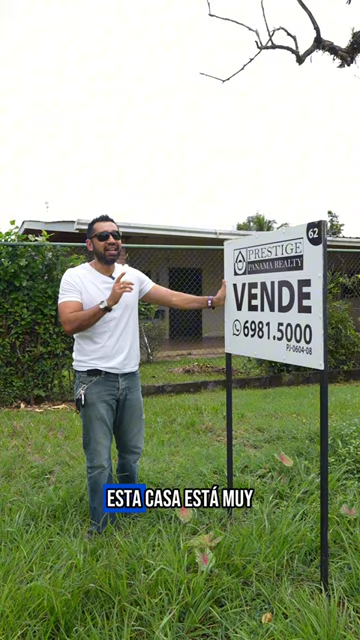 62
PRESTIGE
PANAMA REALTY
VENDE
6981.5000
PJ-0604-08
ESTA CASA ESTÁ MUY